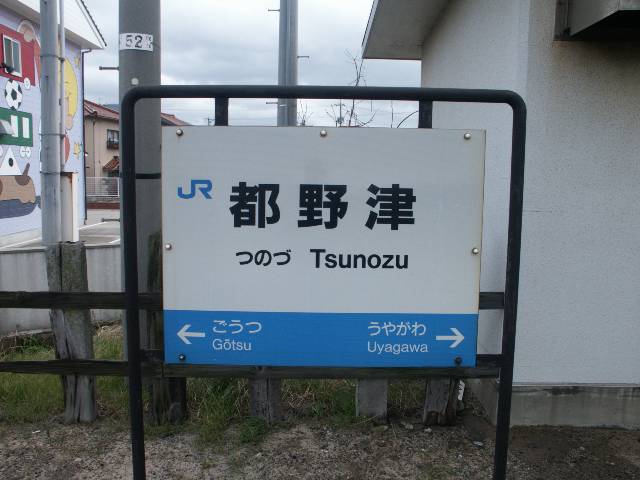 52
JR
都野津
つのづ Tsunozu
← ごうつ
Gōtsu
うやがわ →
Uyagawa